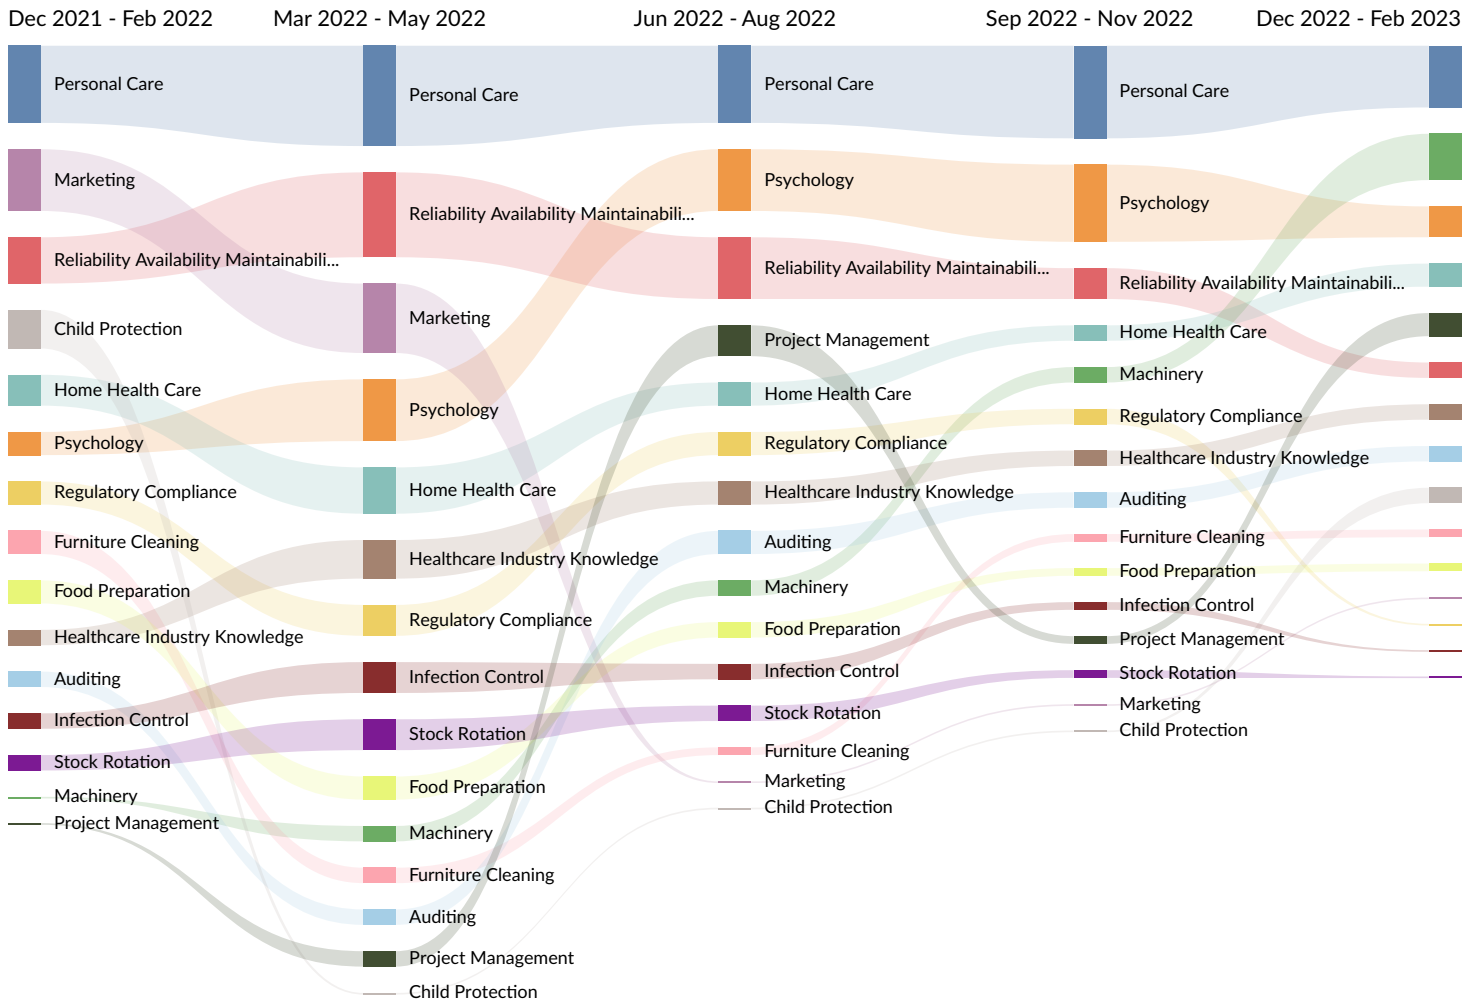 Dec 2021 - Feb 2022
Mar 2022 - May 2022
Jun 2022 - Aug 2022
Sep 2022 - Nov 2022
Dec 2022 - Feb 2023
Personal Care
Marketing
Reliability Availability Maintainabili...
Child Protection
Home Health Care
Psychology
Regulatory Compliance
Furniture Cleaning
Food Preparation
Healthcare Industry Knowledge
Auditing
Infection Control
Stock Rotation
Machinery
Project Management
Personal Care
Reliability Availability Maintainabili...
Marketing
Psychology
Home Health Care
Healthcare Industry Knowledge
Regulatory Compliance
Infection Control
Stock Rotation
Food Preparation
Machinery
Furniture Cleaning
Auditing
Project Management
Child Protection
Personal Care
Psychology
Reliability Availability Maintainabili...
Project Management
Home Health Care
Regulatory Compliance
Healthcare Industry Knowledge
Auditing
Machinery
Food Preparation
Infection Control
Stock Rotation
Furniture Cleaning
Marketing
Child Protection
Personal Care
Psychology
Reliability Availability Maintainabili...
Home Health Care
Machinery
Regulatory Compliance
Healthcare Industry Knowledge
Auditing
Furniture Cleaning
Food Preparation
Infection Control
Project Management
Stock Rotation
Marketing
Child Protection